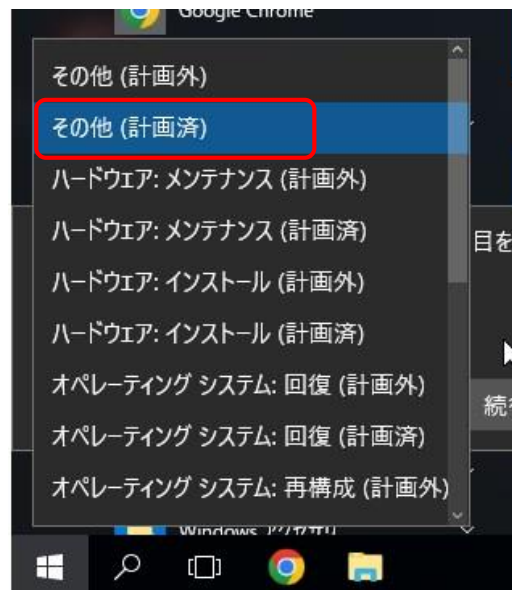 Google Chrome
その他 (計画外)
その他 (計画済)
ハードウェア: メンテナンス (計画外)
ハードウェア: メンテナンス (計画済)
目を
ハードウェア: インストール (計画外)
ハードウェア: インストール (計画済)
オペレーティング システム: 回復 (計画外)
続
オペレーティング システム: 回復 (計画済)
オペレーティング システム: 再構成 (計画外)
Windows アクセサリ